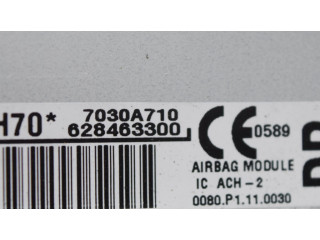 H70* 7030A710
628463300
CE 0589
AIRBAG MODULE
IC ACH-2
0080.P1.11.0030